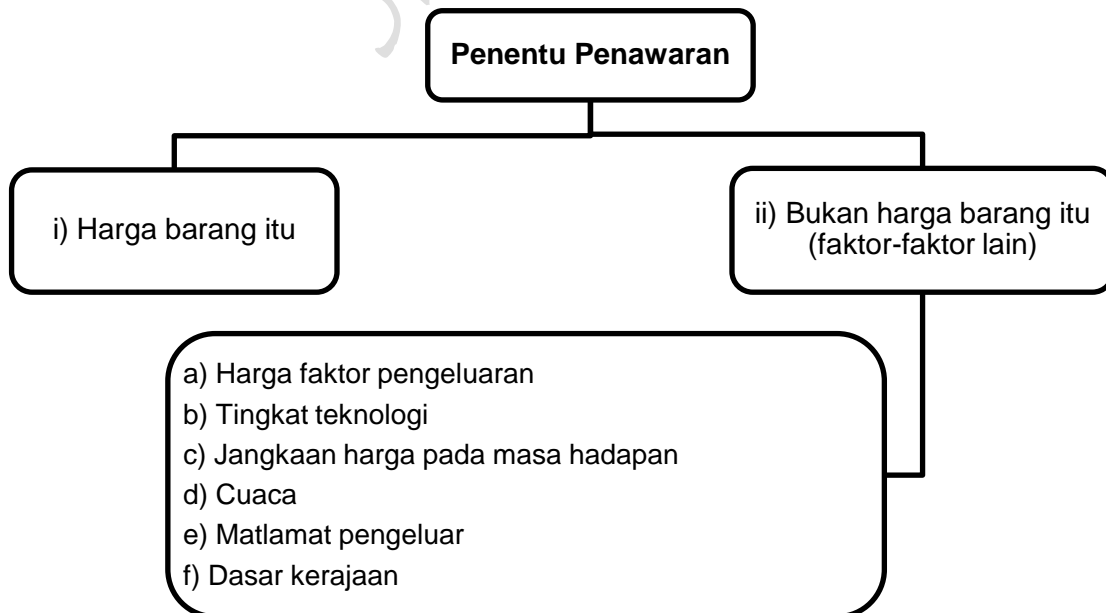 Penentu Penawaran
i) Harga barang itu
ii) Bukan harga barang itu
(faktor-faktor lain)
a) Harga faktor pengeluaran
b) Tingkat teknologi
c) Jangkaan harga pada masa hadapan
d) Cuaca
e) Matlamat pengeluar
f) Dasar kerajaan